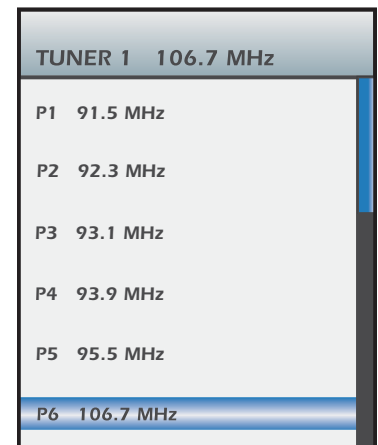 TUNER 1 106.7 MHz
P1 91.5 MHz
P2 92.3 MHz
P3 93.1 MHz
P4 93.9 MHz
P5 95.5 MHz
P6 106.7 MHz